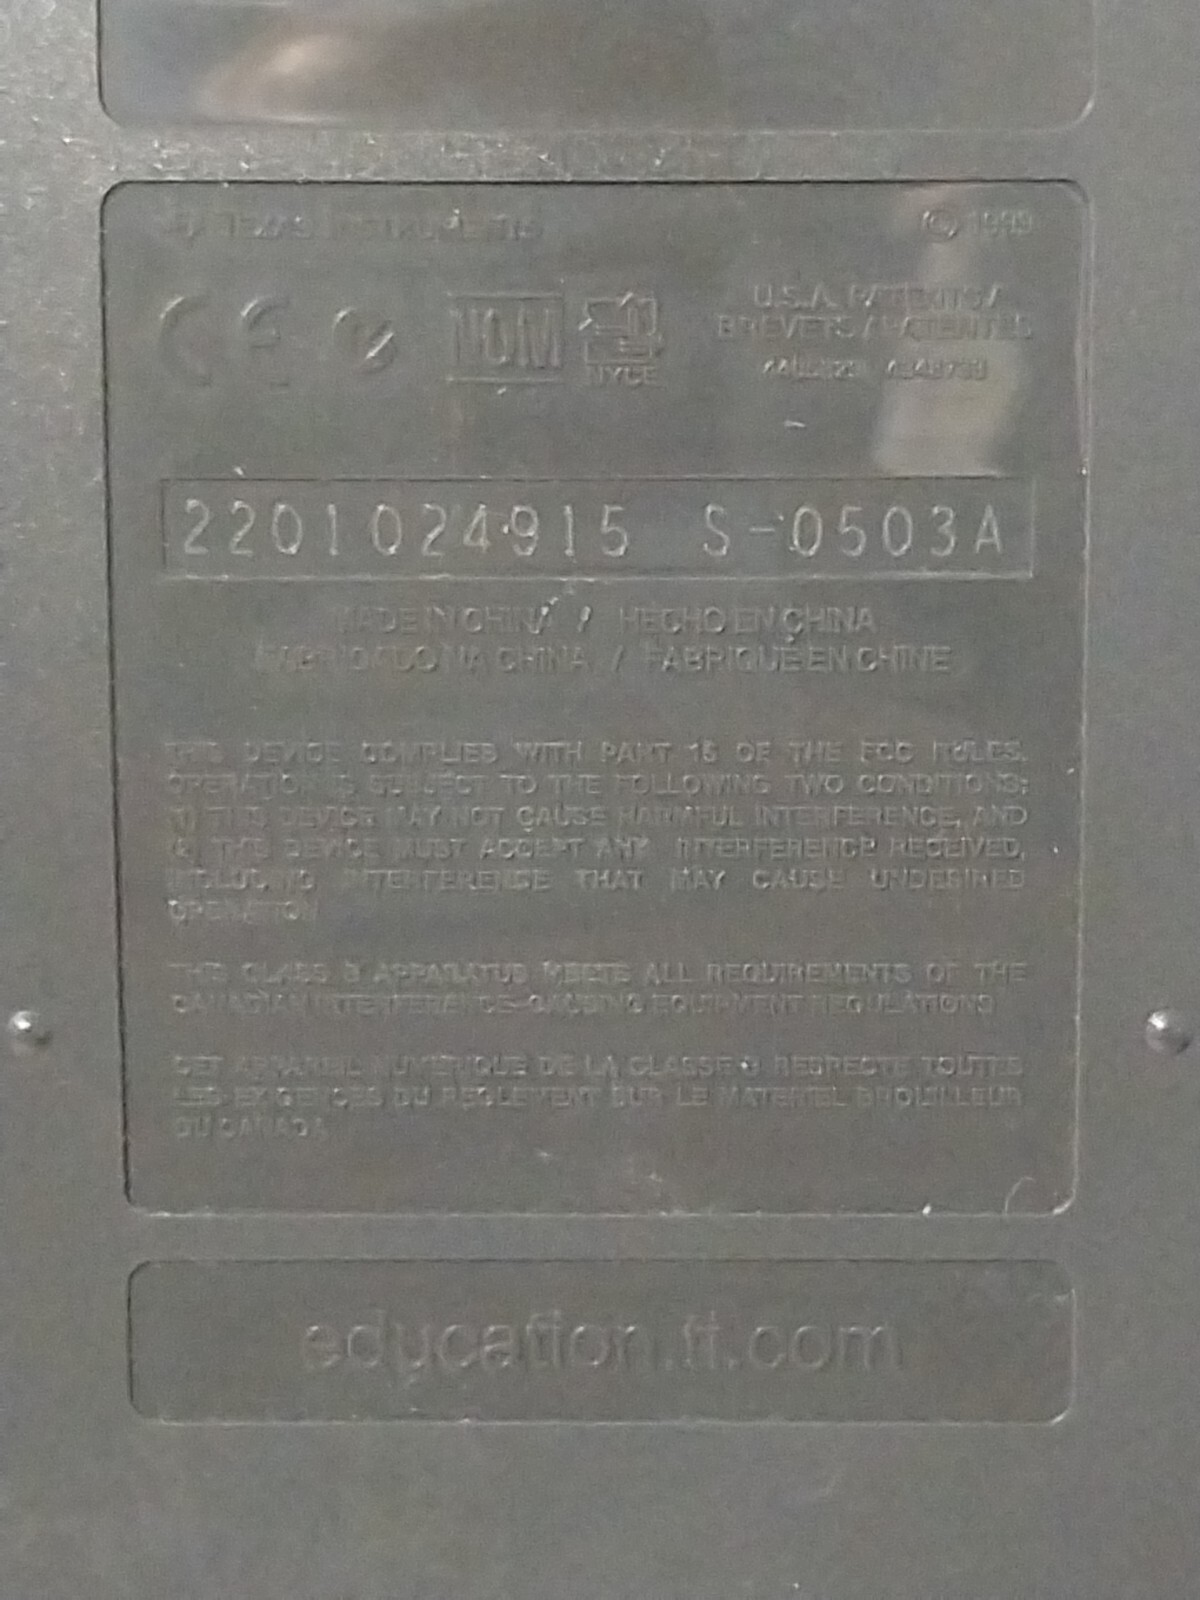 TEXAS INSTRUMENTS © 1999
CE NOM NYCE
U.S.A. PATENTS /
BREVETS / PATENTES
2201024915 S-0503A
MADE IN CHINA / HECHO EN CHINA
FABRICADO NA CHINA / FABRIQUÉ EN CHINE
THIS DEVICE COMPLIES WITH PART 15 OF THE FCC RULES.
OPERATION IS SUBJECT TO THE FOLLOWING TWO CONDITIONS:
1) THIS DEVICE MAY NOT CAUSE HARMFUL INTERFERENCE, AND
2) THIS DEVICE MUST ACCEPT ANY INTERFERENCE RECEIVED,
INCLUDING INTERFERENCE THAT MAY CAUSE UNDESIRED
OPERATION
THIS CLASS B APPARATUS MEETS ALL REQUIREMENTS OF THE
CANADIAN INTERFERENCE-CAUSING EQUIPMENT REGULATIONS
CET APPAREIL NUMERIQUE DE LA CLASSE B RESPECTE TOUTES
LES EXIGENCES DU REGLEMENT SUR LE MATERIEL BROUILLEUR
DU CANADA
education.ti.com